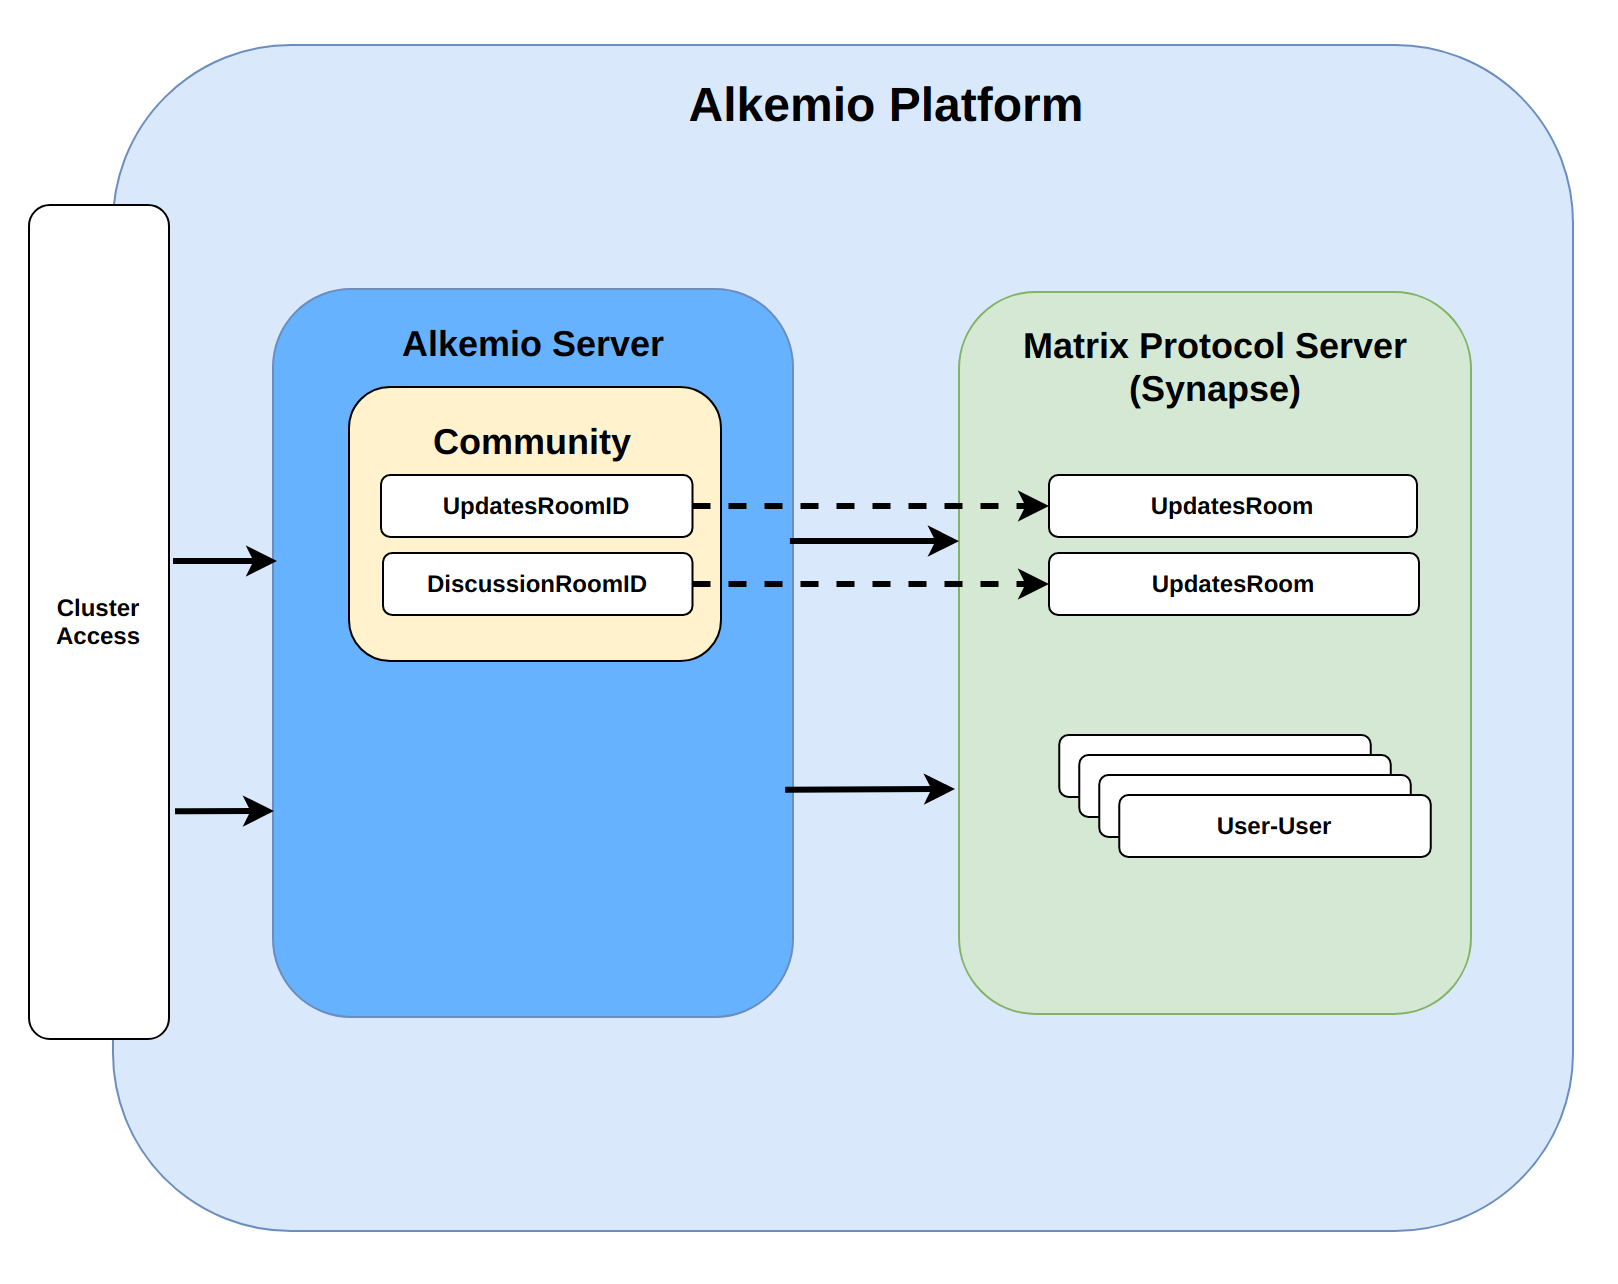 Alkemio Platform
Cluster
Access
Alkemio Server
Community
UpdatesRoomID
DiscussionRoomID
Matrix Protocol Server
(Synapse)
UpdatesRoom
UpdatesRoom
User-User